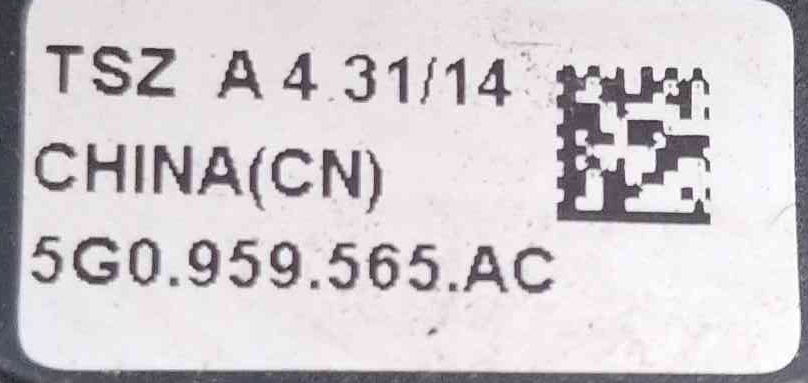 TSZ A 4 31/14
CHINA(CN)
5G0.959.565.AC